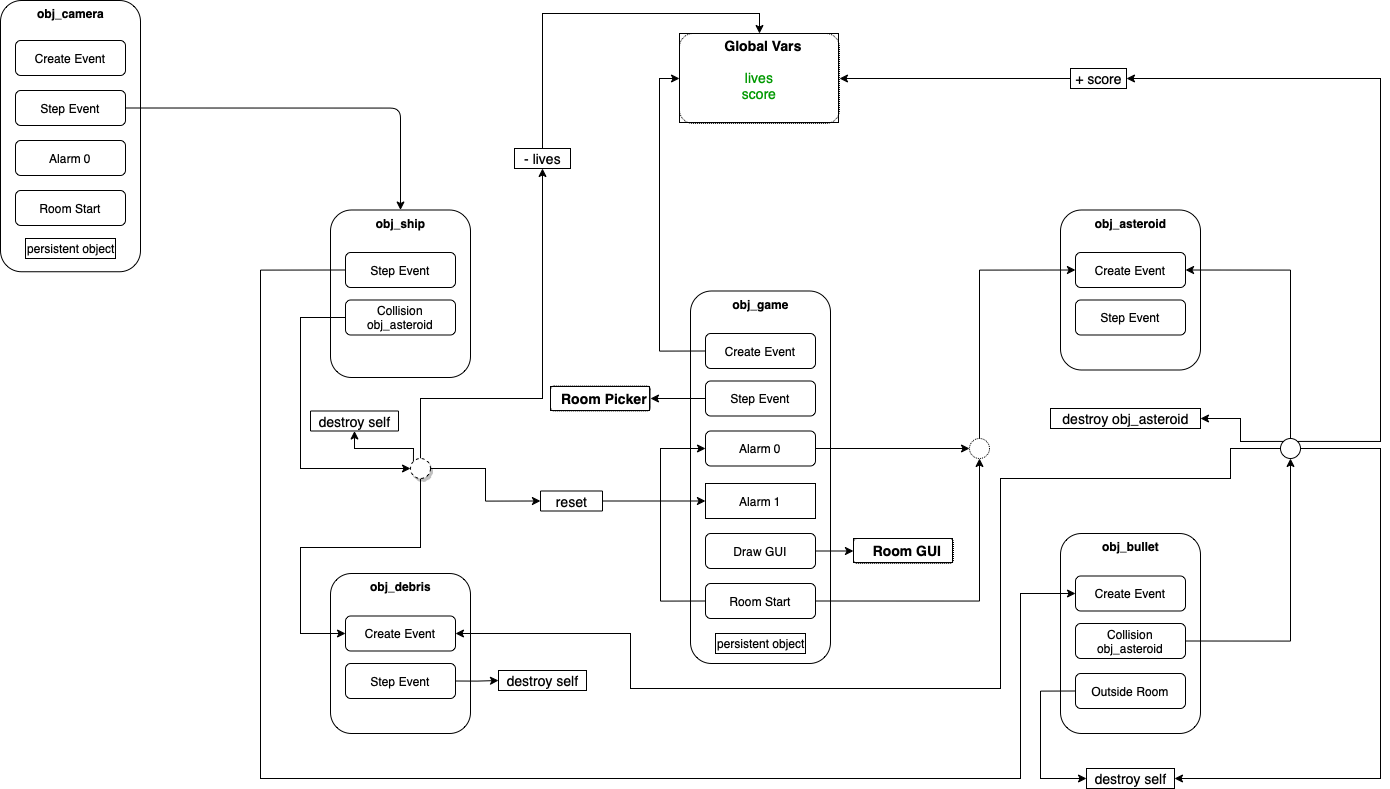 obj_camera
Create Event
Step Event
Alarm 0
Room Start
persistent object
Global Vars
lives
score
+ score
- lives
obj_ship
Step Event
Collision
obj_asteroid
destroy self
reset
obj_debris
Create Event
Step Event
destroy self
obj_game
Create Event
Step Event
Alarm 0
Alarm 1
Draw GUI
Room Start
persistent object
Room Picker
Room GUI
obj_asteroid
Create Event
Step Event
destroy obj_asteroid
obj_bullet
Create Event
Collision
obj_asteroid
Outside Room
destroy self